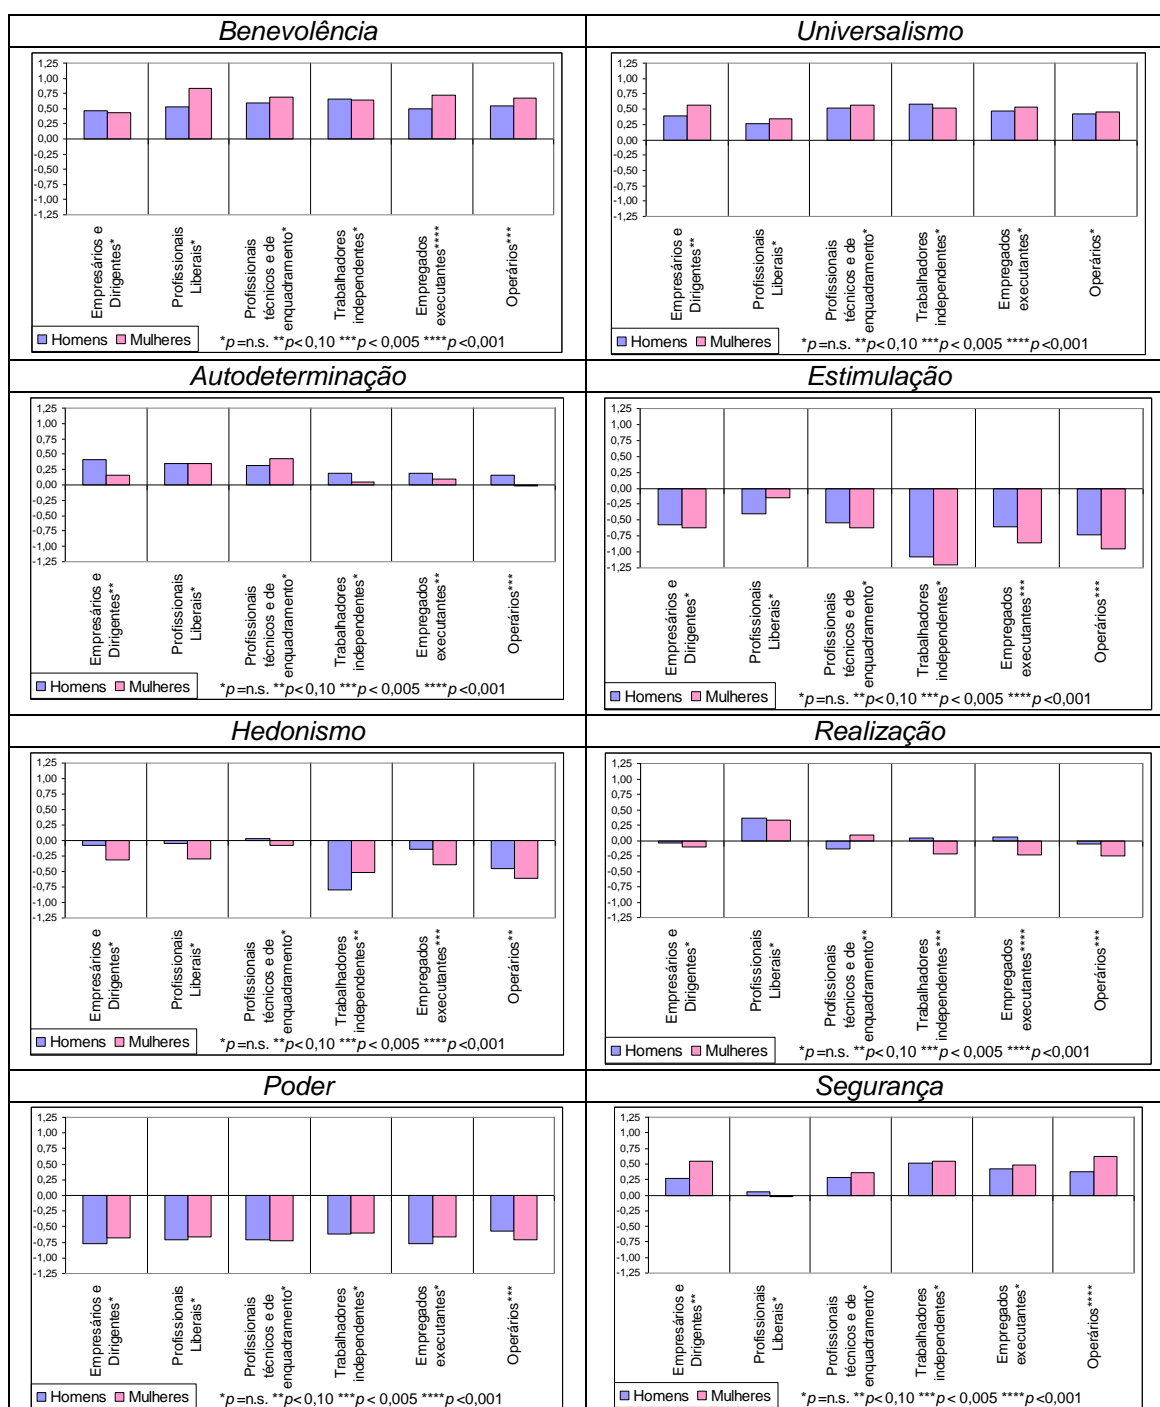 Benevolência
1,25
1,00
0,75
0,50
0,25
0,00
-0,25
-0,50
-0,75
-1,00
-1,25
Empresários e
Dirigentes*
Profissionais
Liberais*
Profissionais
técnicos e de
enquadramento*
Trabalhadores
independentes*
Empregados
executantes****
Operários***
Homens Mulheres
*p=n.s. **p<0,10 ***p<0,005 ****p<0,001
Universalismo
1,25
1,00
0,75
0,50
0,25
0,00
-0,25
-0,50
-0,75
-1,00
-1,25
Empresários e
Dirigentes**
Profissionais
Liberais*
Profissionais
técnicos e de
enquadramento*
Trabalhadores
independentes*
Empregados
executantes*
Operários*
Homens Mulheres
*p=n.s. **p<0,10 ***p<0,005 ****p<0,001
Autodeterminação
1,25
1,00
0,75
0,50
0,25
0,00
-0,25
-0,50
-0,75
-1,00
-1,25
Empresários e
Dirigentes**
Profissionais
Liberais*
Profissionais
técnicos e de
enquadramento*
Trabalhadores
independentes*
Empregados
executantes**
Operários***
Homens Mulheres
*p=n.s. **p<0,10 ***p<0,005 ****p<0,001
Estimulação
1,25
1,00
0,75
0,50
0,25
0,00
-0,25
-0,50
-0,75
-1,00
-1,25
Empresários e
Dirigentes*
Profissionais
Liberais*
Profissionais
técnicos e de
enquadramento*
Trabalhadores
independentes*
Empregados
executantes***
Operários***
Homens Mulheres
*p=n.s. **p<0,10 ***p<0,005 ****p<0,001
Hedonismo
1,25
1,00
0,75
0,50
0,25
0,00
-0,25
-0,50
-0,75
-1,00
-1,25
Empresários e
Dirigentes*
Profissionais
Liberais*
Profissionais
técnicos e de
enquadramento*
Trabalhadores
independentes**
Empregados
executantes***
Operários**
Homens Mulheres
*p=n.s. **p<0,10 ***p<0,005 ****p<0,001
Realização
1,25
1,00
0,75
0,50
0,25
0,00
-0,25
-0,50
-0,75
-1,00
-1,25
Empresários e
Dirigentes*
Profissionais
Liberais*
Profissionais
técnicos e de
enquadramento**
Trabalhadores
independentes***
Empregados
executantes****
Operários***
Homens Mulheres
*p=n.s. **p<0,10 ***p<0,005 ****p<0,001
Poder
1,25
1,00
0,75
0,50
0,25
0,00
-0,25
-0,50
-0,75
-1,00
-1,25
Empresários e
Dirigentes*
Profissionais
Liberais*
Profissionais
técnicos e de
enquadramento*
Trabalhadores
independentes*
Empregados
executantes*
Operários***
Homens Mulheres
*p=n.s. **p<0,10 ***p<0,005 ****p<0,001
Segurança
1,25
1,00
0,75
0,50
0,25
0,00
-0,25
-0,50
-0,75
-1,00
-1,25
Empresários e
Dirigentes**
Profissionais
Liberais*
Profissionais
técnicos e de
enquadramento*
Trabalhadores
independentes*
Empregados
executantes*
Operários****
Homens Mulheres
*p=n.s. **p<0,10 ***p<0,005 ****p<0,001